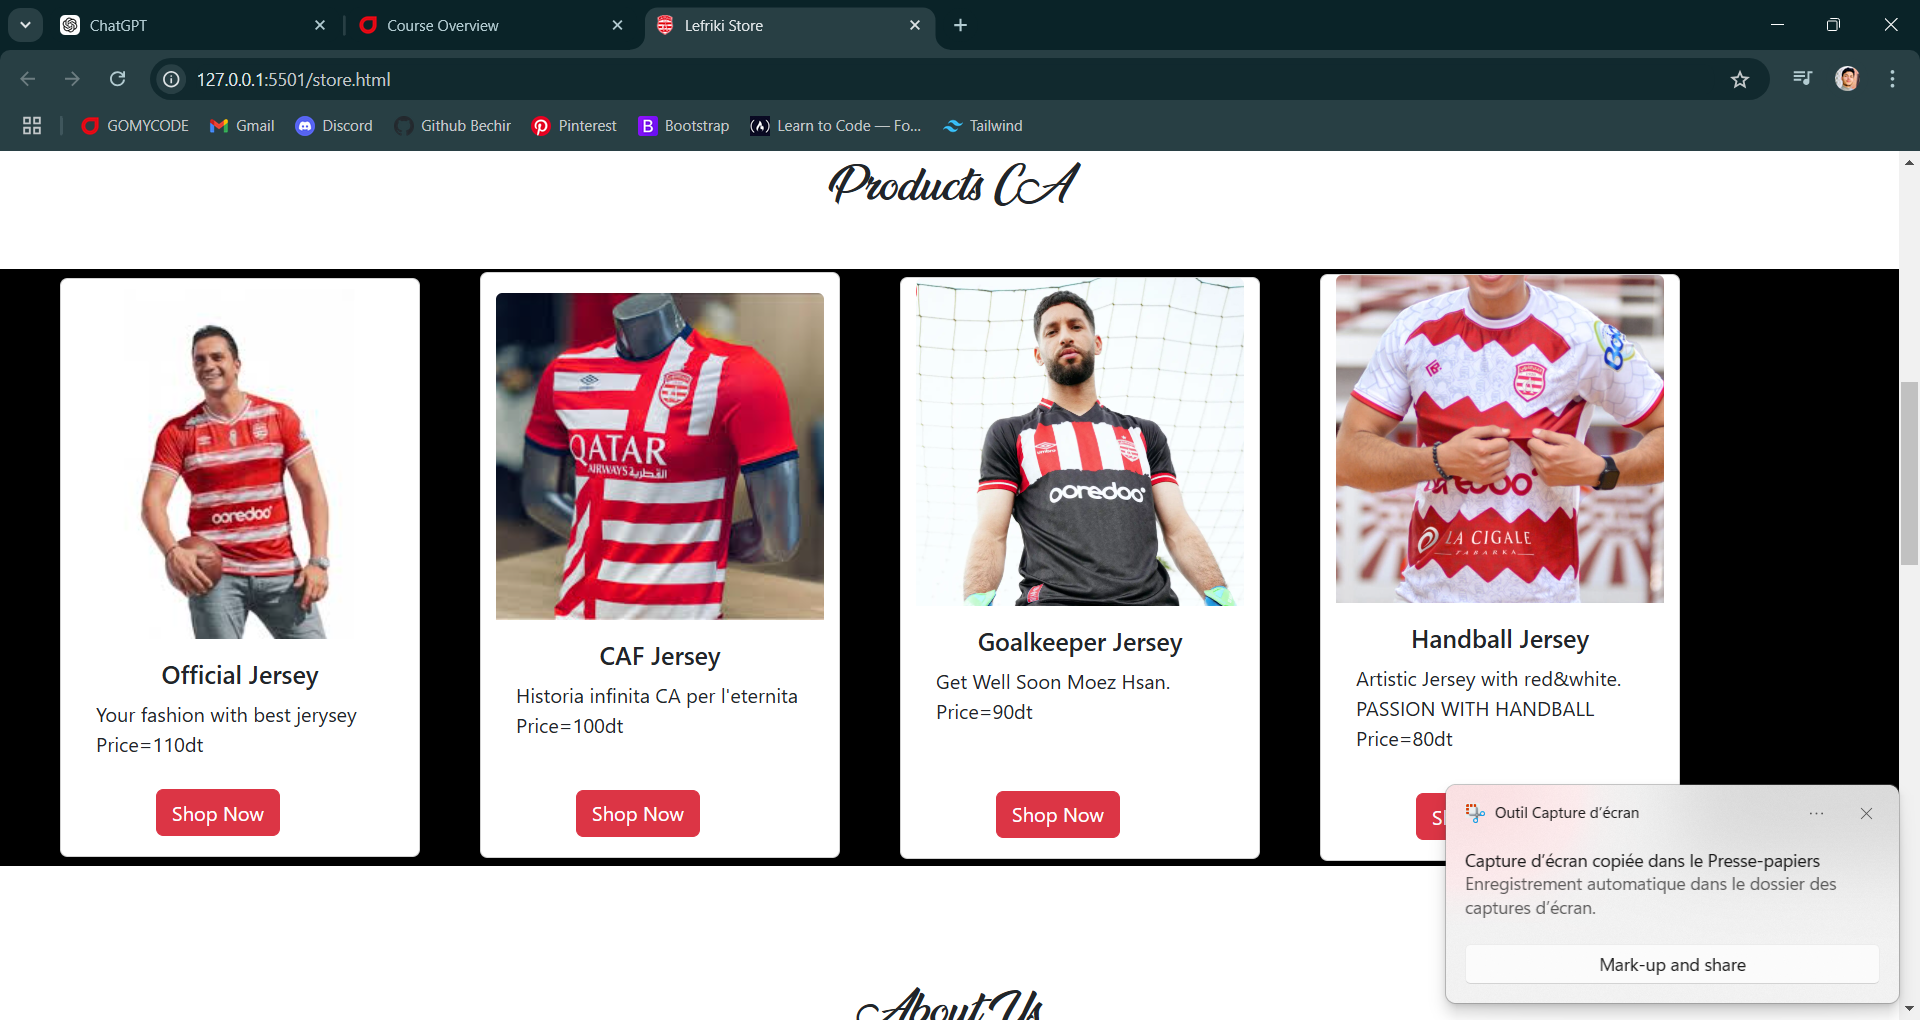 ChatGPT
Course Overview
Lefriki Store
127.0.0.1:5501/store.html
GOMYCODE
Gmail
Discord
Github Bechir
Pinterest
Bootstrap
Learn to Code — Fo...
Tailwind
Products CA
ooredoo
Official Jersey
Your fashion with best jerysey
Price=110dt
Shop Now
QATAR
AIRWAYS القطرية
CAF Jersey
Historia infinita CA per l'eternita
Price=100dt
Shop Now
umbro
ooredoo
Goalkeeper Jersey
Get Well Soon Moez Hsan.
Price=90dt
Shop Now
LA CIGALE
TABARKA
Handball Jersey
Artistic Jersey with red&white.
PASSION WITH HANDBALL
Price=80dt
Outil Capture d'écran
Capture d'écran copiée dans le Presse-papiers
Enregistrement automatique dans le dossier des
captures d'écran.
Mark-up and share
About Us